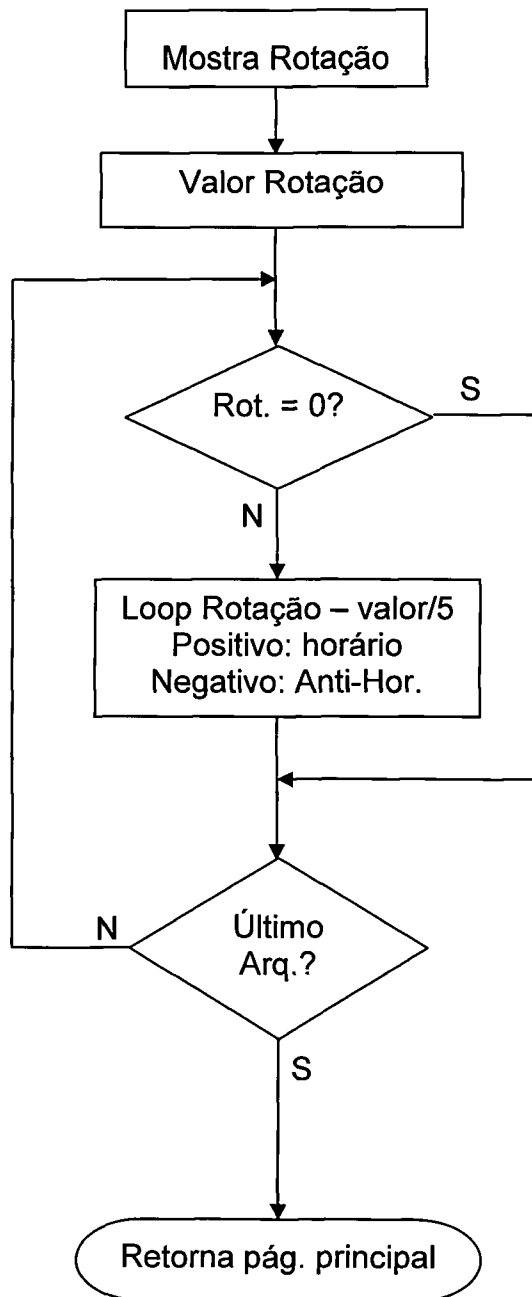 Mostra Rotação
Valor Rotação
Rot. = 0?
S
N
Loop Rotação – valor/5
Positivo: horário
Negativo: Anti-Hor.
N
Último
Arq.?
S
Retorna pág. principal